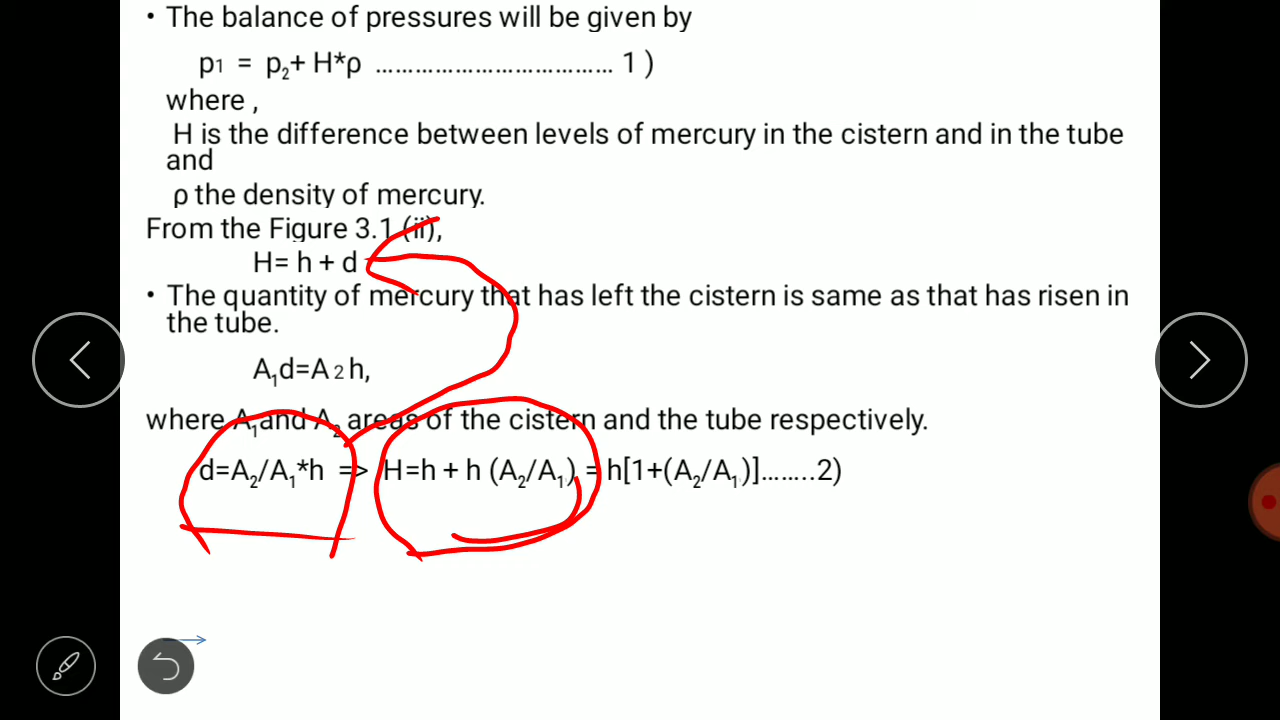 • The balance of pressures will be given by
p1 = p₂+ H*ρ ……………………………… 1 )
where ,
H is the difference between levels of mercury in the cistern and in the tube
and
ρ the density of mercury.
From the Figure 3.1 (ii),
H= h + d
• The quantity of mercury that has left the cistern is same as that has risen in
the tube.
A₁d=A 2 h,
where A₁and A₂ areas of the cistern and the tube respectively.
d=A₂/A₁*h => H=h + h (A₂/A₁) = h[1+(A₂/A₁)]……..2)